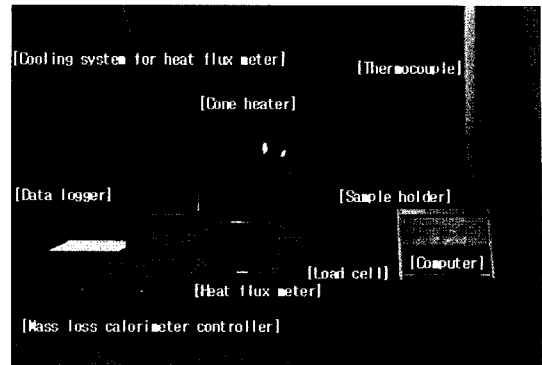 [Cooling system for heat flux meter]
[Thermocouple]
[Cone heater]
[Data logger]
[Sample holder]
[Computer]
[Load cell]
[Heat flux meter]
[Mass loss calorimeter controller]